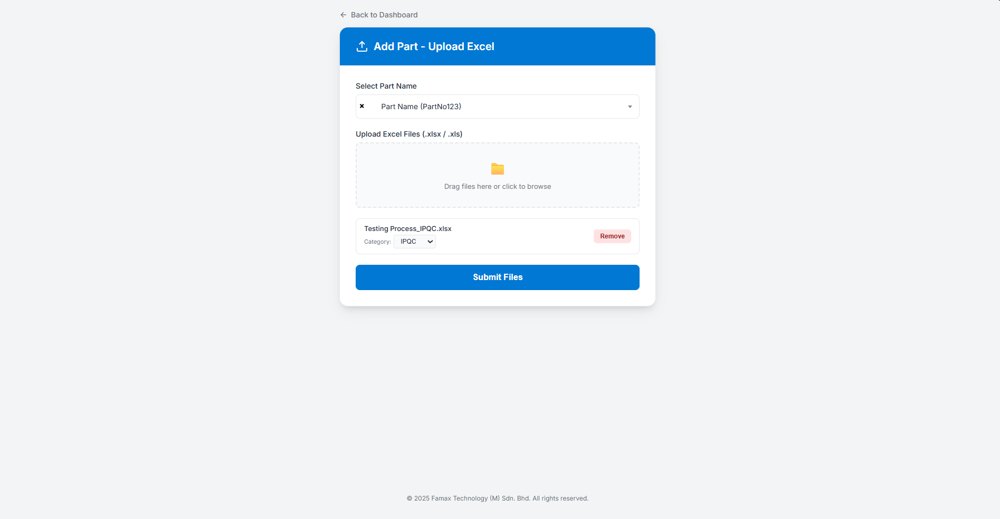 Back to Dashboard
Add Part - Upload Excel
Select Part Name
× Part Name (PartNo123)
Upload Excel Files (.xlsx / .xls)
Drag files here or click to browse
Testing Process_IPQC.xlsx
Category: IPQC
Remove
Submit Files
© 2025 Famax Technology (M) Sdn. Bhd. All rights reserved.